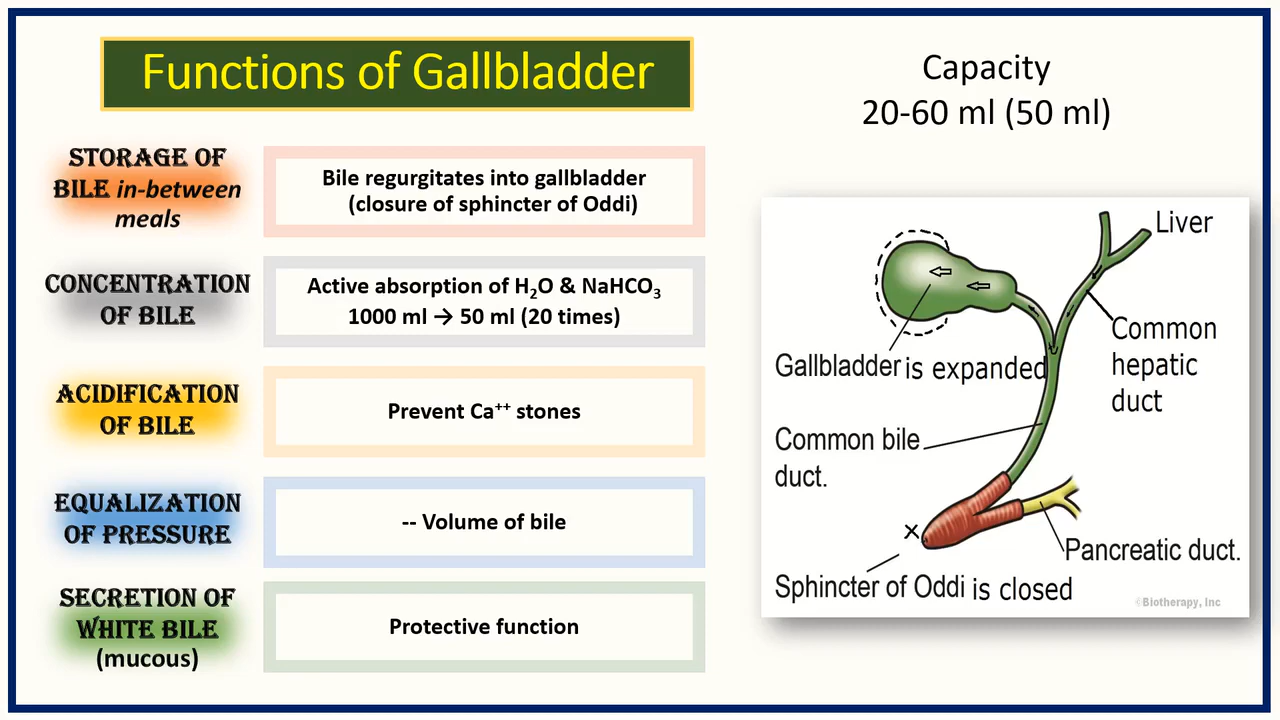 Functions of Gallbladder
Capacity
20-60 ml (50 ml)
STORAGE OF
BILE in-between
meals
Bile regurgitates into gallbladder
(closure of sphincter of Oddi)
CONCENTRATION
OF BILE
Active absorption of H₂O & NaHCO₃
1000 ml → 50 ml (20 times)
ACIDIFICATION
OF BILE
Prevent Ca⁺⁺ stones
EQUALIZATION
OF PRESSURE
-- Volume of bile
SECRETION OF
WHITE BILE
(mucous)
Protective function
Liver
Common
hepatic
duct
Gallbladder is expanded
Common bile
duct.
X
Pancreatic duct.
Sphincter of Oddi is closed
©Biotherapy, Inc